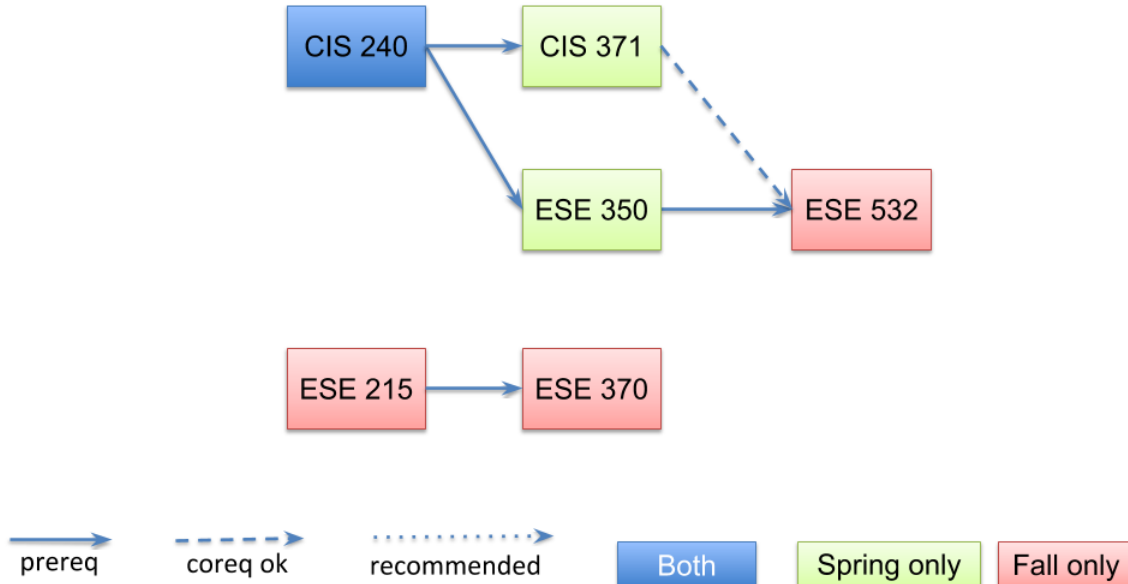 CIS 240
CIS 371
ESE 350
ESE 532
ESE 215
ESE 370
prereq
coreq ok
recommended
Both
Spring only
Fall only